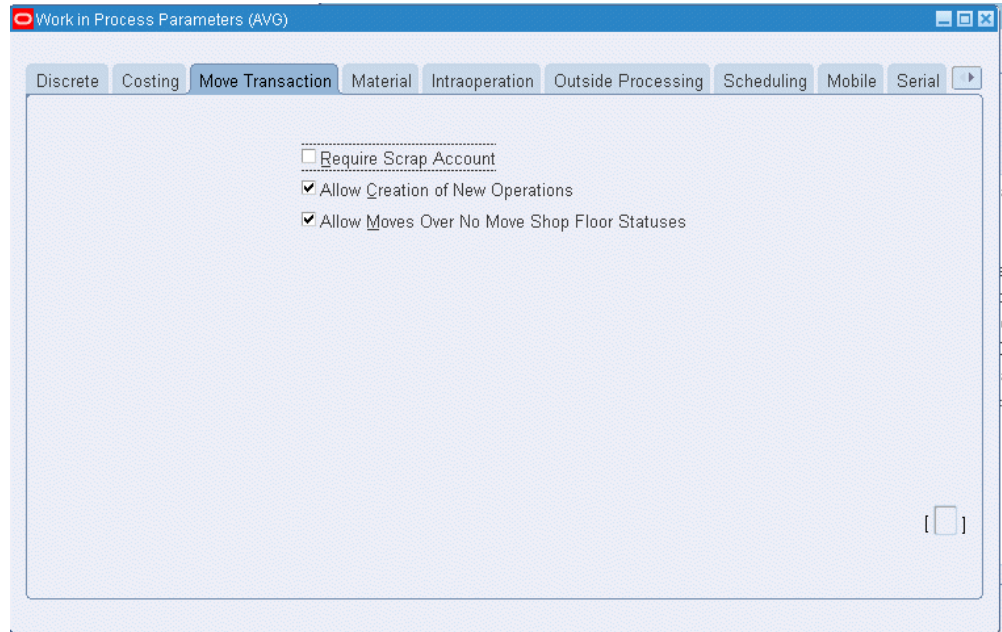 Work in Process Parameters (AVG)
Discrete Costing Move Transaction Material Intraoperation Outside Processing Scheduling Mobile Serial
Require Scrap Account
Allow Creation of New Operations
Allow Moves Over No Move Shop Floor Statuses
[ ]